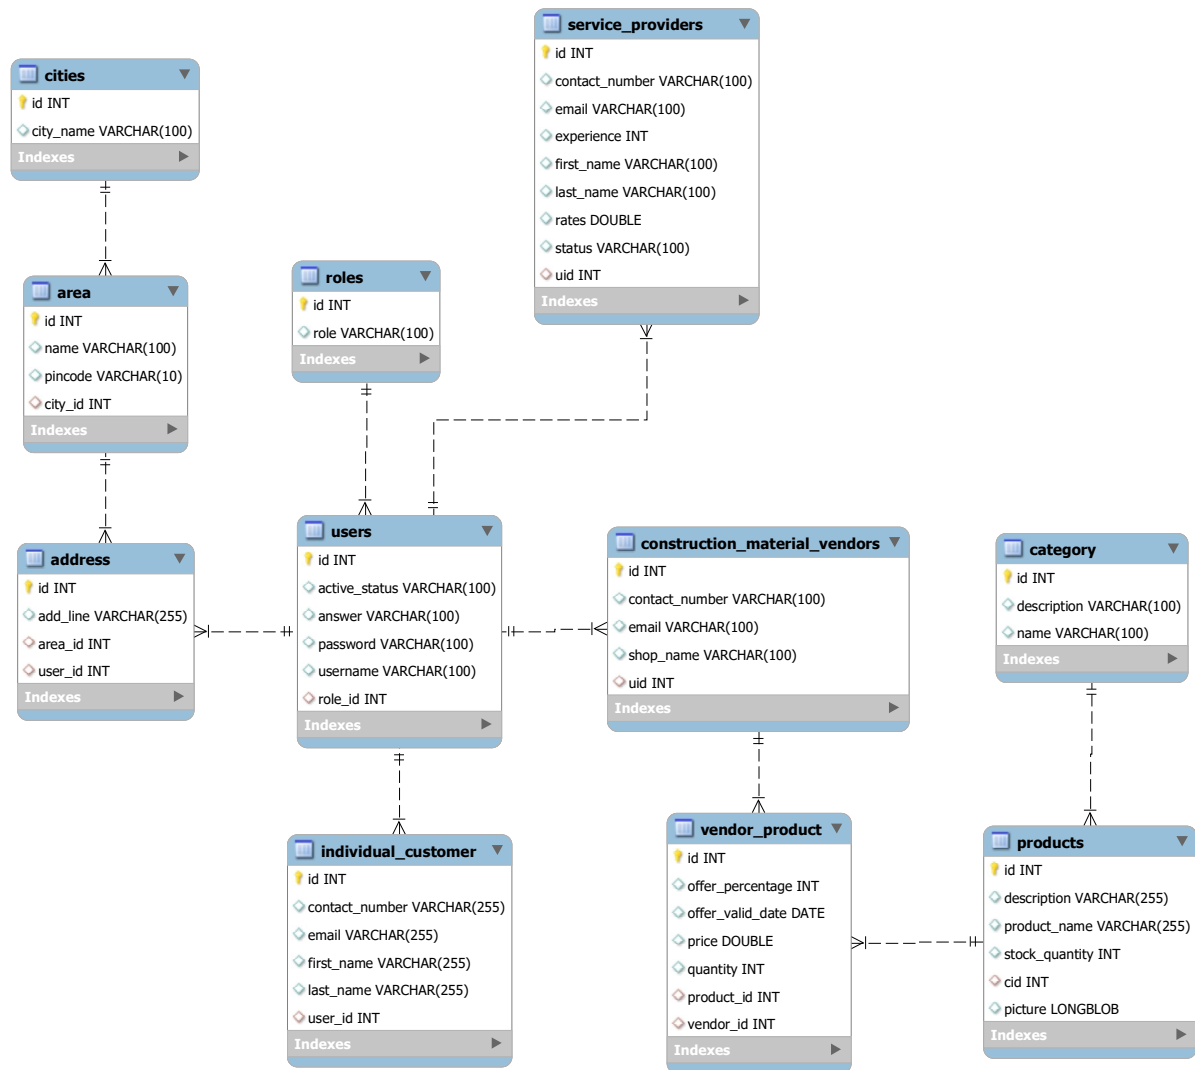 service_providers
id INT
contact_number VARCHAR(100)
email VARCHAR(100)
experience INT
first_name VARCHAR(100)
last_name VARCHAR(100)
rates DOUBLE
status VARCHAR(100)
uid INT
Indexes
cities
id INT
city_name VARCHAR(100)
Indexes
area
id INT
name VARCHAR(100)
pincode VARCHAR(10)
city_id INT
Indexes
roles
id INT
role VARCHAR(100)
Indexes
address
id INT
add_line VARCHAR(255)
area_id INT
user_id INT
Indexes
users
id INT
active_status VARCHAR(100)
answer VARCHAR(100)
password VARCHAR(100)
username VARCHAR(100)
role_id INT
Indexes
construction_material_vendors
id INT
contact_number VARCHAR(100)
email VARCHAR(100)
shop_name VARCHAR(100)
uid INT
Indexes
category
id INT
description VARCHAR(100)
name VARCHAR(100)
Indexes
individual_customer
id INT
contact_number VARCHAR(255)
email VARCHAR(255)
first_name VARCHAR(255)
last_name VARCHAR(255)
user_id INT
Indexes
vendor_product
id INT
offer_percentage INT
offer_valid_date DATE
price DOUBLE
quantity INT
product_id INT
vendor_id INT
Indexes
products
id INT
description VARCHAR(255)
product_name VARCHAR(255)
stock_quantity INT
cid INT
picture LONGBLOB
Indexes